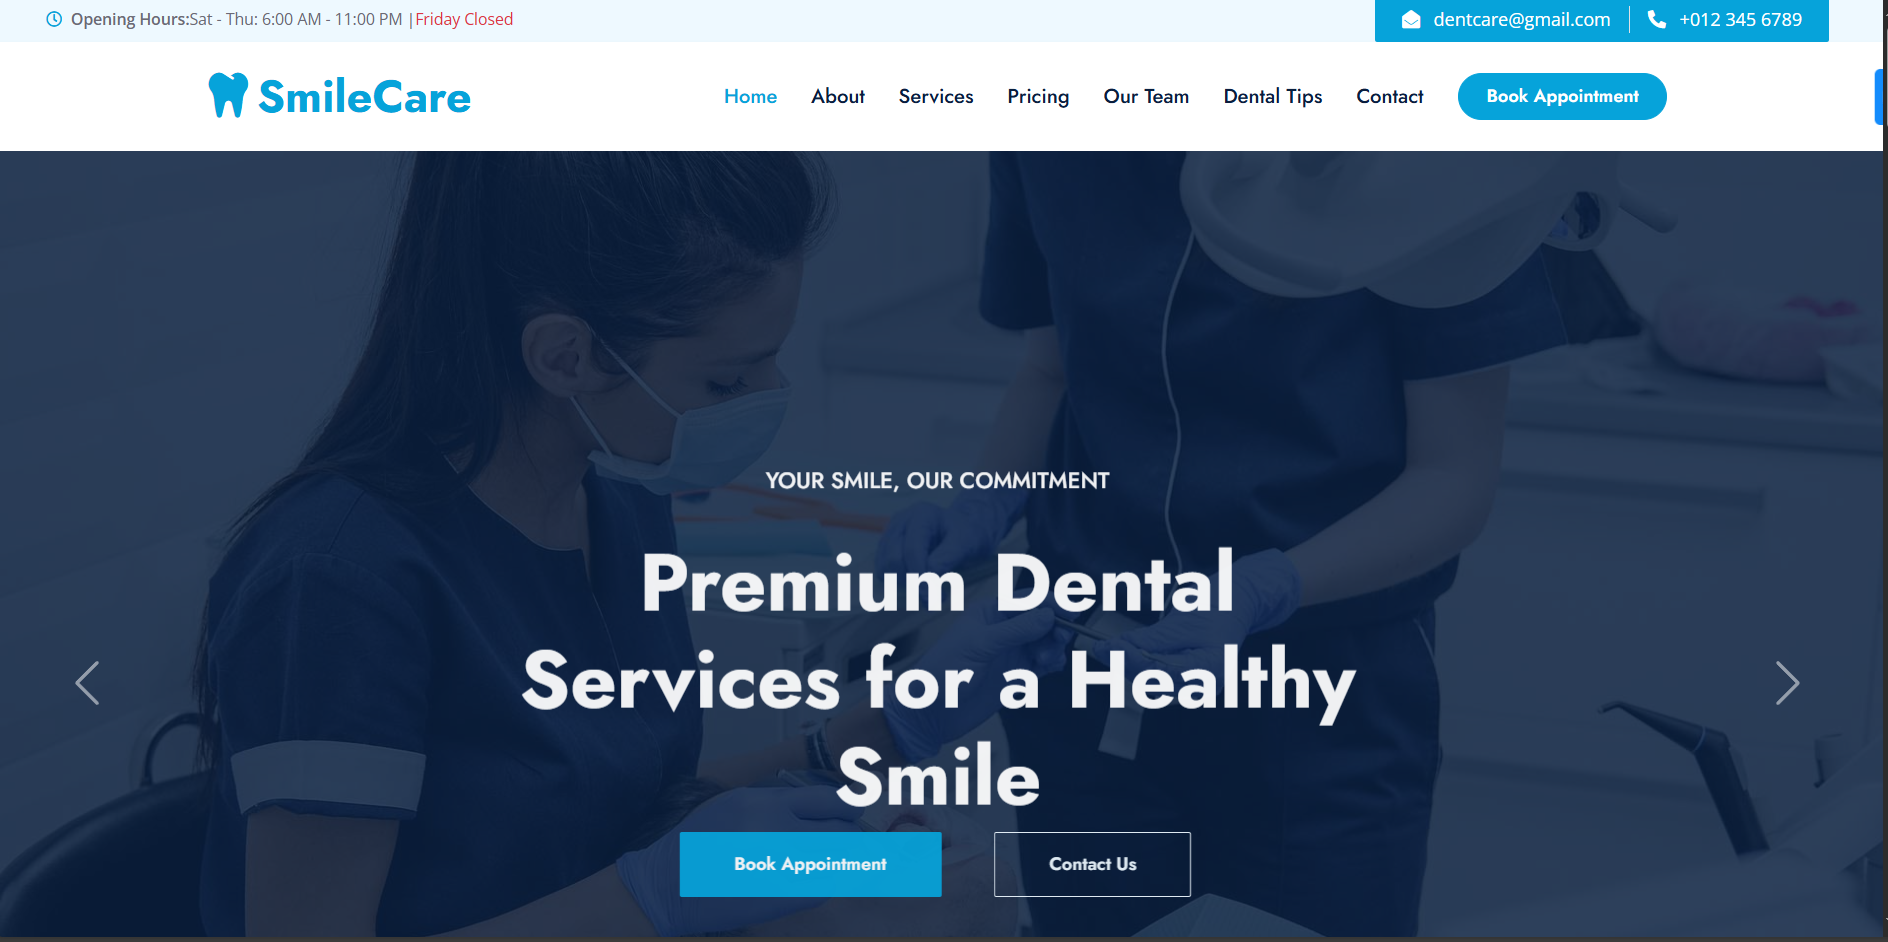 Opening Hours:Sat - Thu: 6:00 AM - 11:00 PM |Friday Closed
dentcare@gmail.com
+012 345 6789
SmileCare
Home
About
Services
Pricing
Our Team
Dental Tips
Contact
Book Appointment
YOUR SMILE, OUR COMMITMENT
Premium Dental
Services for a Healthy
Smile
Book Appointment
Contact Us